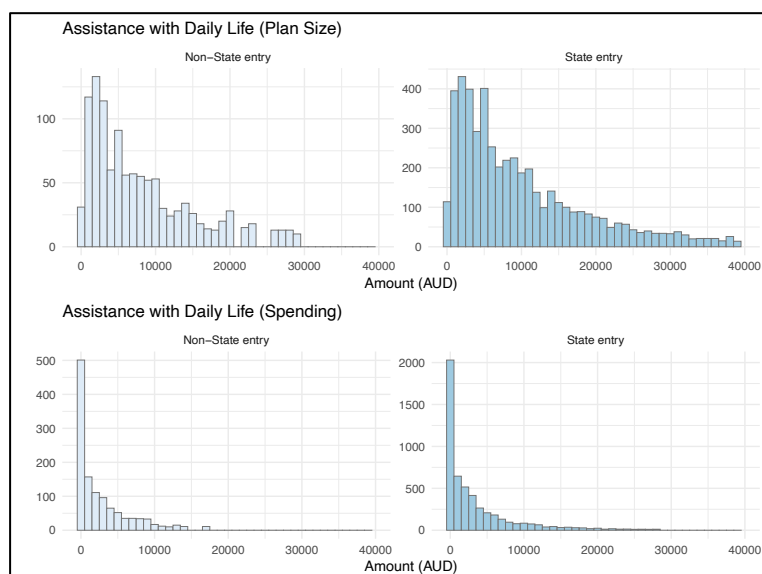 Assistance with Daily Life (Plan Size)
Non−State entry
State entry
100
50
0
400
300
200
100
0
0 10000 20000 30000 40000
0 10000 20000 30000 40000
Amount (AUD)
Assistance with Daily Life (Spending)
Non−State entry
State entry
500
400
300
200
100
0
2000
1500
1000
500
0
0 10000 20000 30000 40000
0 10000 20000 30000 40000
Amount (AUD)